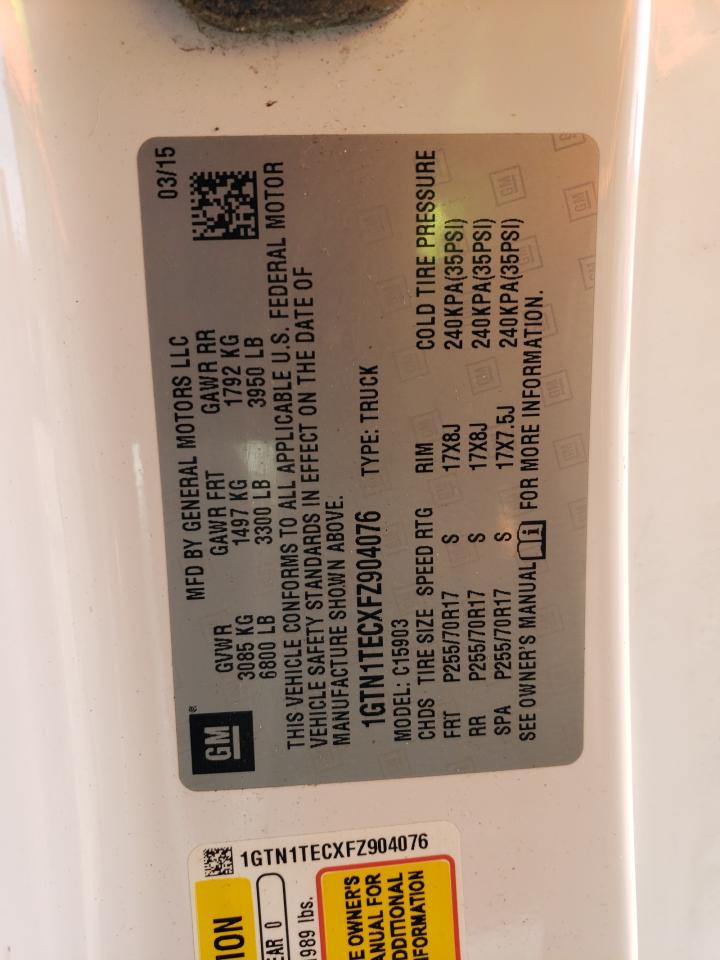 GM®
MFD BY GENERAL MOTORS LLC 03/15
GVWR GAWR FRT GAWR RR
3085 KG 1497 KG 1792 KG
6800 LB 3300 LB 3950 LB
THIS VEHICLE CONFORMS TO ALL APPLICABLE U.S. FEDERAL MOTOR
VEHICLE SAFETY STANDARDS IN EFFECT ON THE DATE OF
MANUFACTURE SHOWN ABOVE.
1GTN1TECXFZ904076 TYPE: TRUCK
MODEL: C15903
CHDS TIRE SIZE SPEED RTG RIM COLD TIRE PRESSURE
FRT P255/70R17 S 17X8J 240KPA(35PSI)
RR P255/70R17 S 17X8J 240KPA(35PSI)
SPA P255/70R17 S 17X7.5J 240KPA(35PSI)
SEE OWNER'S MANUAL FOR MORE INFORMATION.
1GTN1TECXFZ904076
ION
EAR 0
989 lbs.
E OWNER'S
ANUAL FOR
DDITIONAL
FORMATION